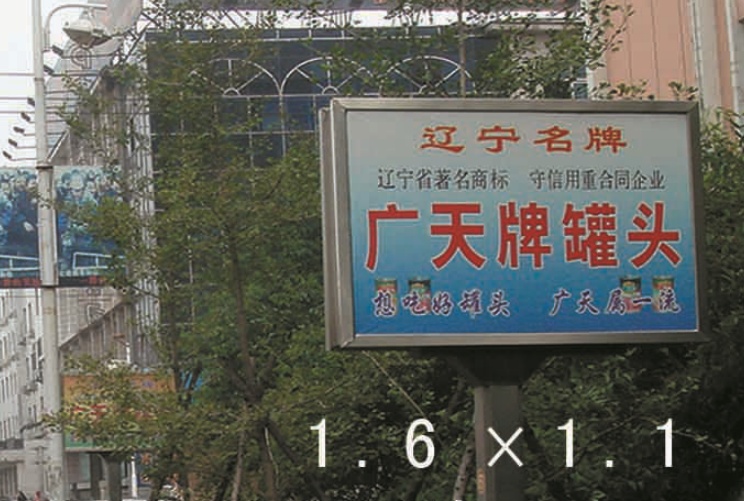 辽宁名牌
辽宁省著名商标 守信用重合同企业
广天牌罐头
想吃好罐头 广天属一流
广天
1.6×1.1